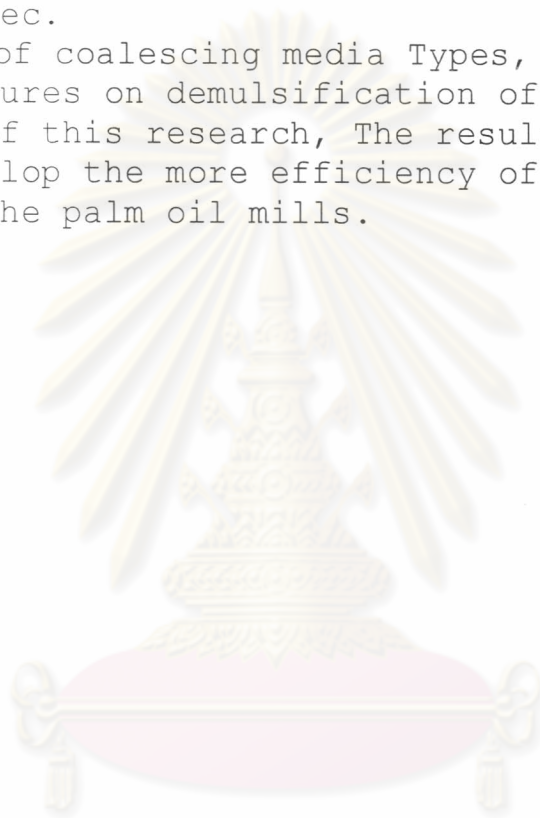 ec.
of coalescing media Types,
ures on demulsification of
f this research, The resul
lop the more efficiency of
he palm oil mills.